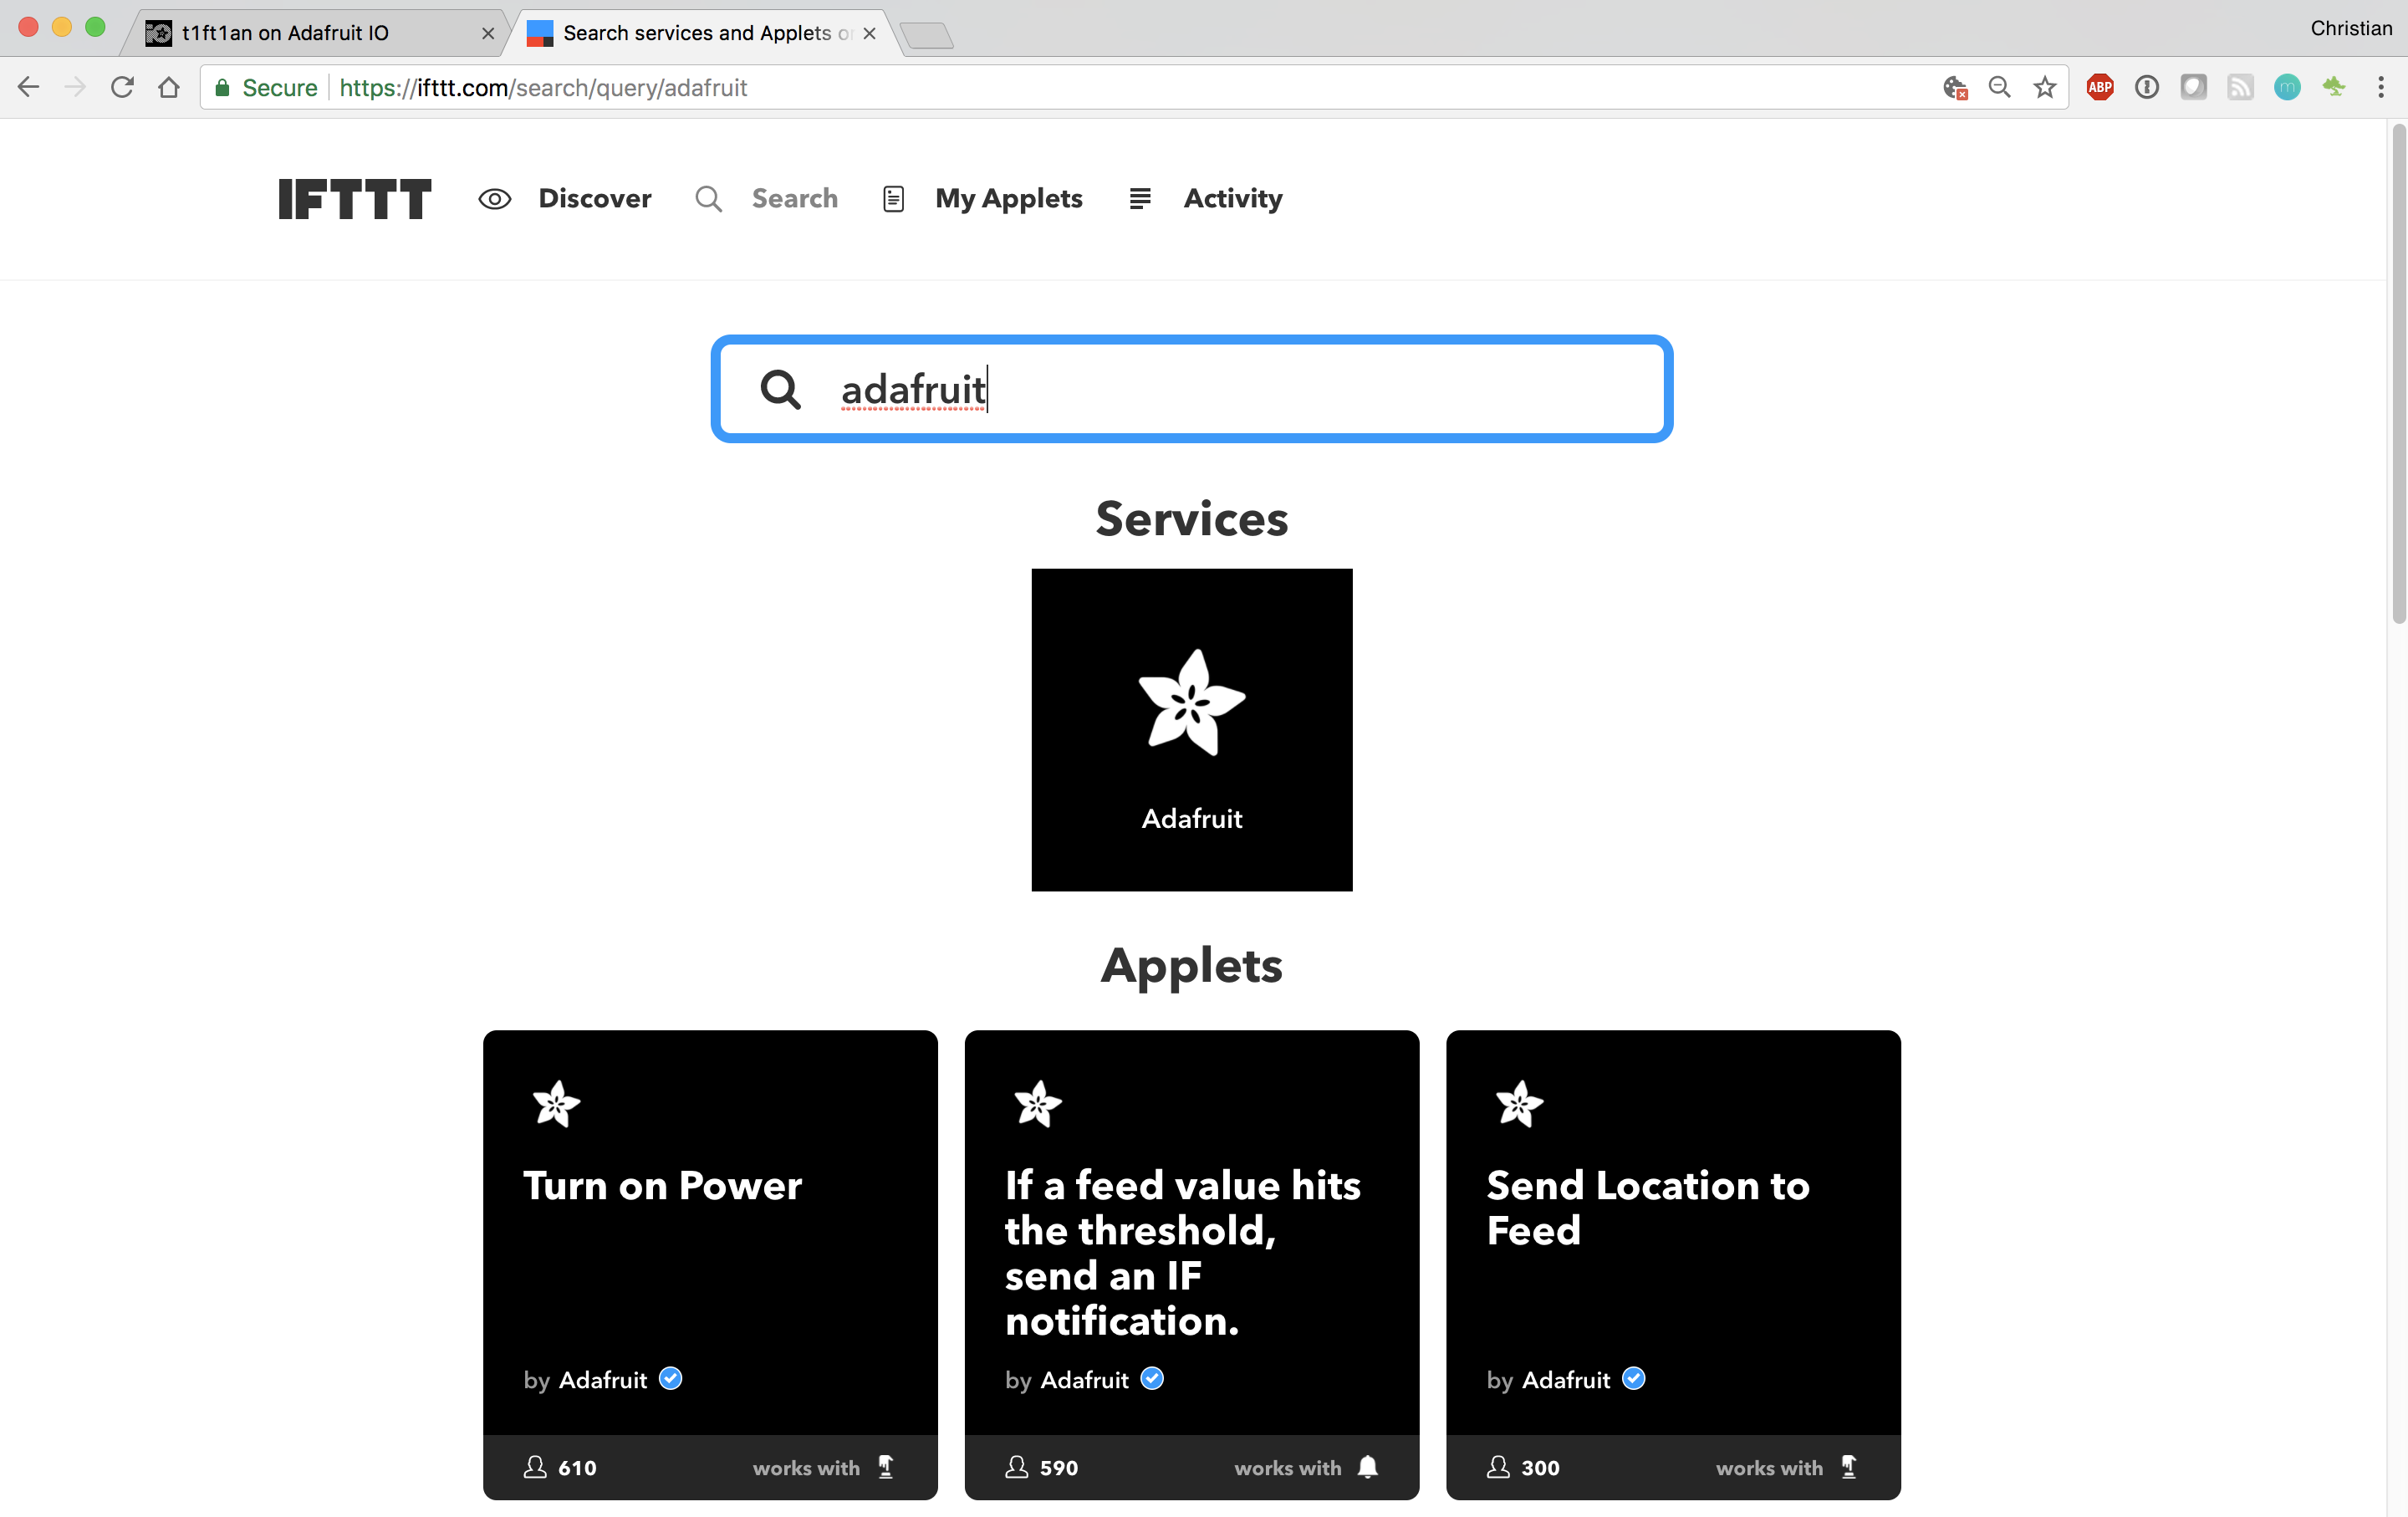 t1ft1an on Adafruit IO
Search services and Applets o
Christian
Secure
https://ifttt.com/search/query/adafruit
ABP
m
IFTTT
Discover
Search
My Applets
Activity
adafruit
Services
Adafruit
Applets
Turn on Power
by Adafruit
610
works with
If a feed value hits
the threshold,
send an IF
notification.
by Adafruit
590
works with
Send Location to
Feed
by Adafruit
300
works with